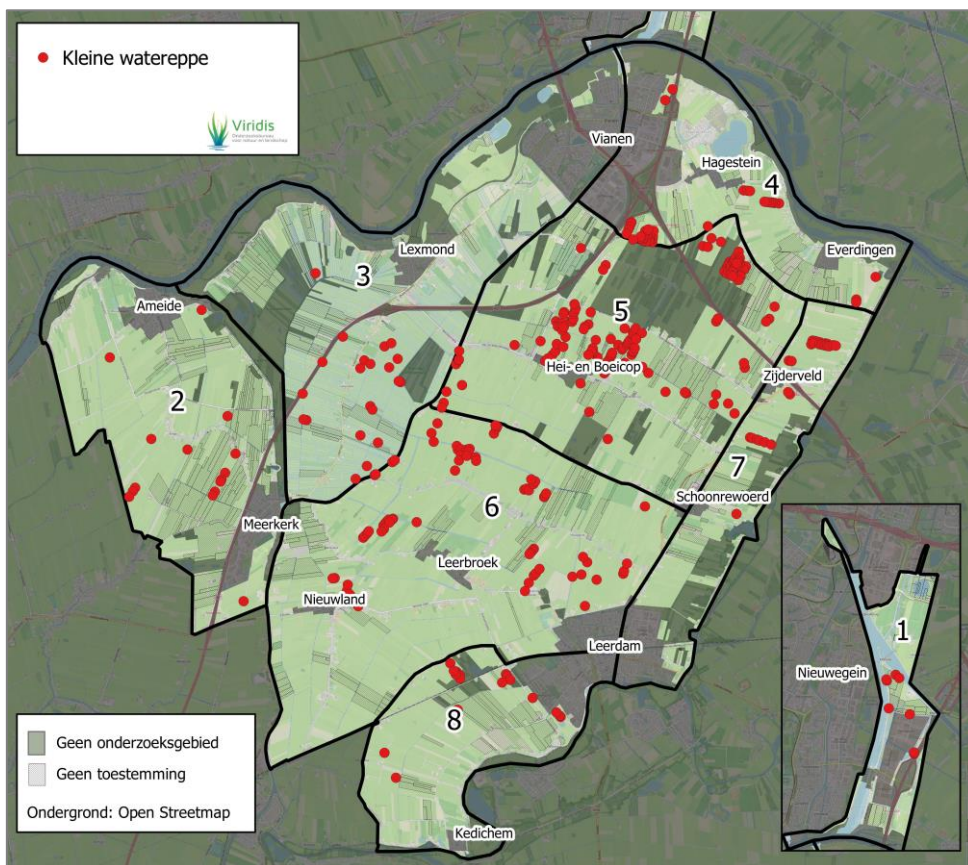 Kleine watereppe
Viridis
Vianen
Hagestein
4
Everdingen
Lexmond
3
Ameide
5
Hei- en Boeicop
Zijderveld
2
7
Schoonrewoerd
6
Meerkerk
Leerbroek
Nieuwland
Leerdam
1
Nieuwegein
8
Kedichem
Geen onderzoeksgebied
Geen toestemming
Ondergrond: Open Streetmap